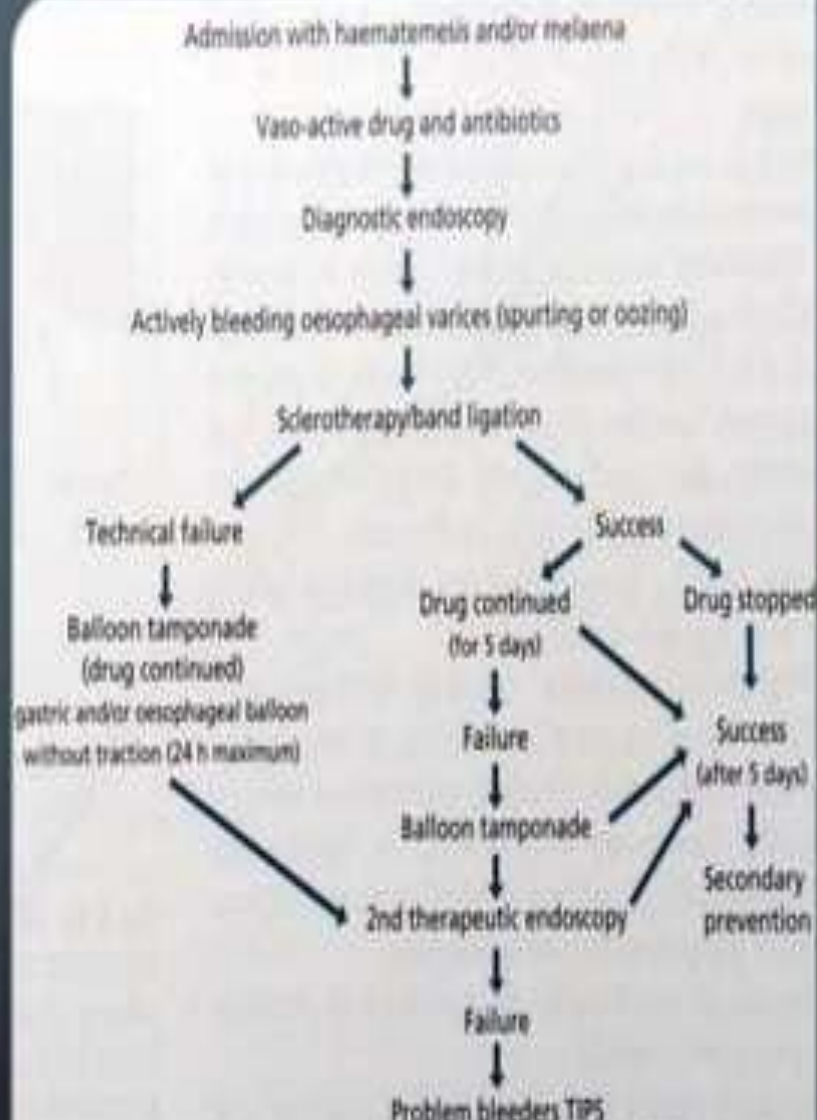 Admission with haematemesis and/or melaena
Vaso-active drug and antibiotics
Diagnostic endoscopy
Actively bleeding oesophageal varices (spurting or oozing)
Sclerotherapy/band ligation
Technical failure
Success
Balloon tamponade
(drug continued)
gastric and/or oesophageal balloon
without traction (24 h maximum)
Drug continued
(for 5 days)
Drug stopped
Failure
Success
(after 5 days)
Balloon tamponade
Secondary
prevention
2nd therapeutic endoscopy
Failure
Problem bleeders TIPS